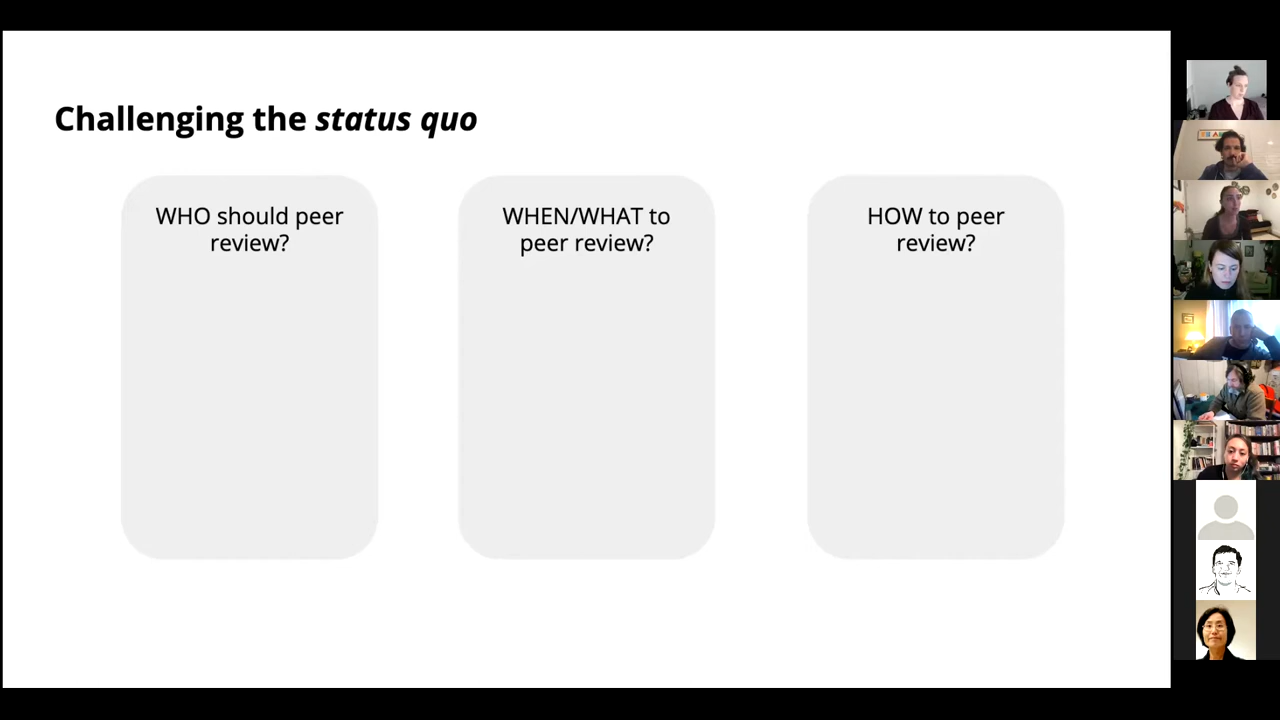 Challenging the status quo
WHO should peer
review?
WHEN/WHAT to
peer review?
HOW to peer
review?